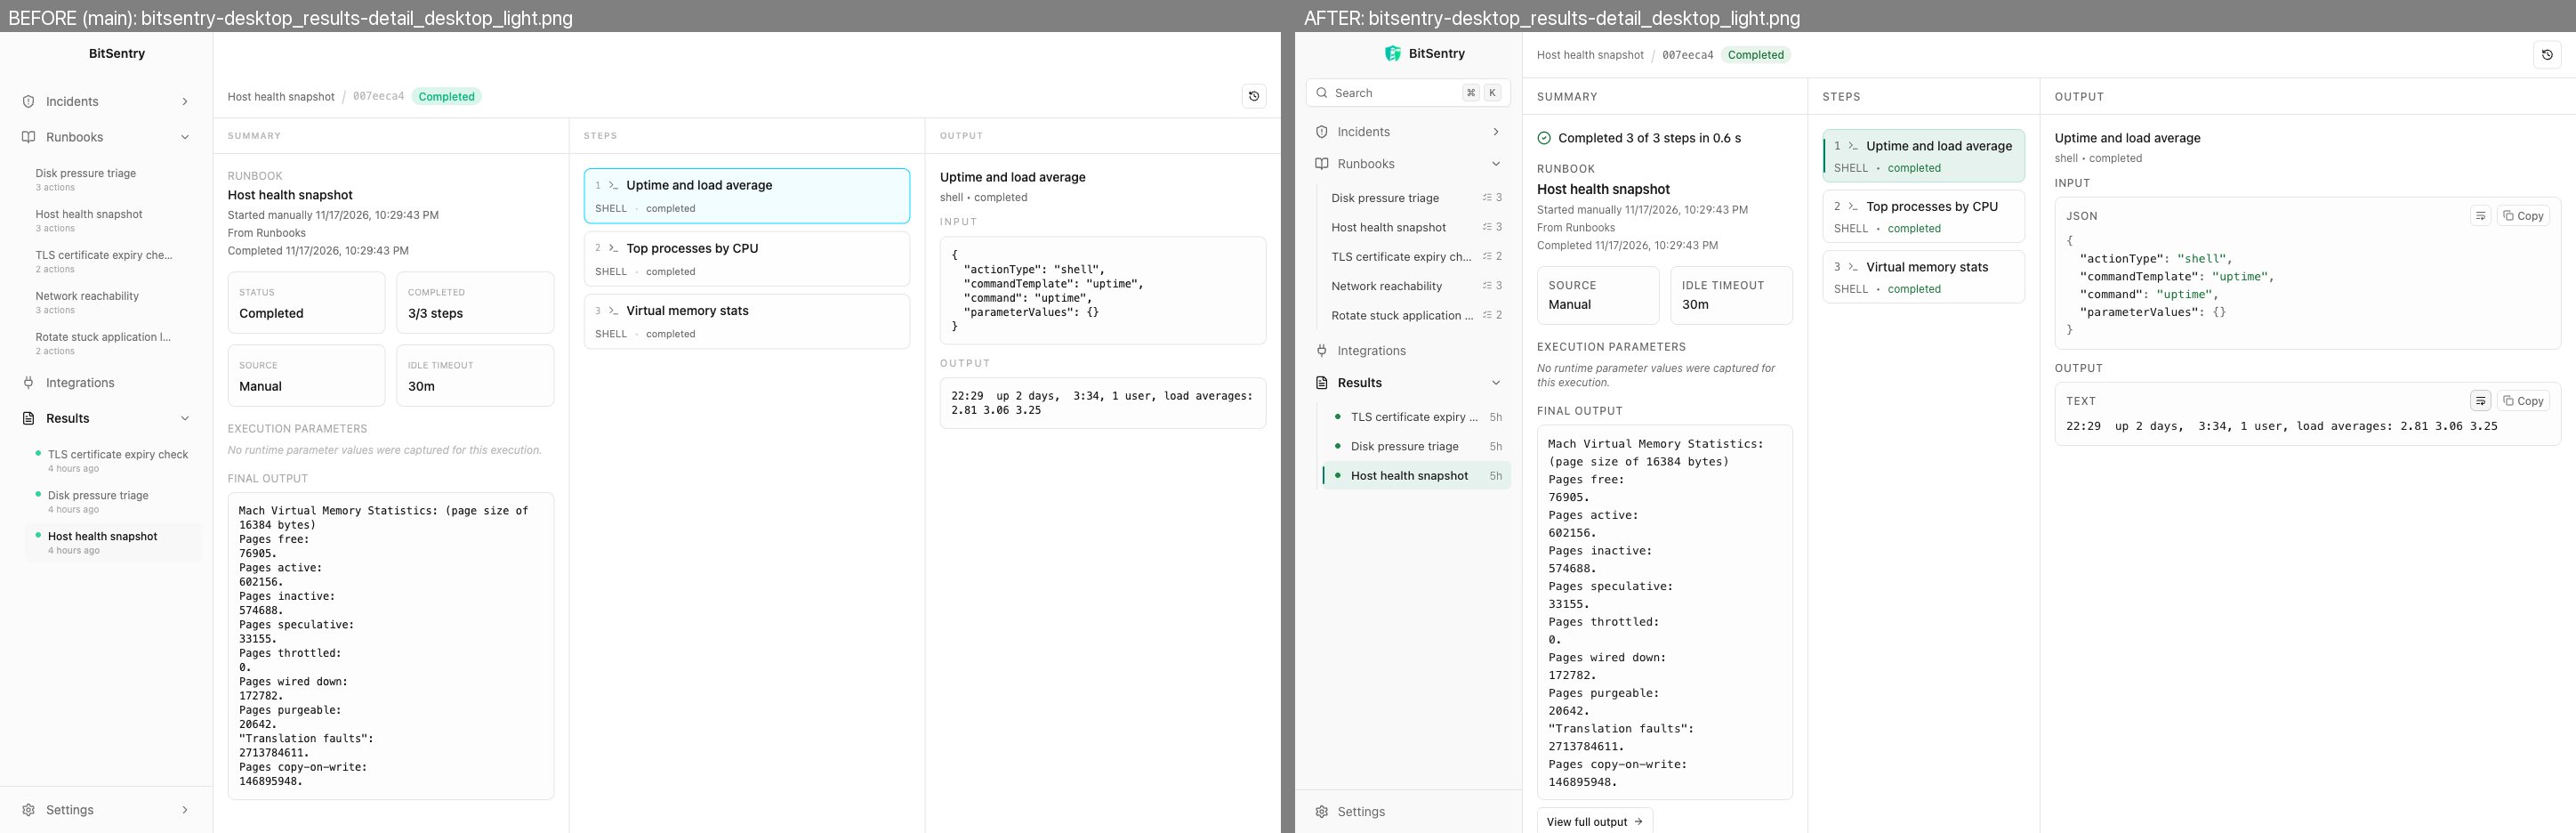 BEFORE (main): bitsentry-desktop_results-detail_desktop_light.png
BitSentry
Incidents
Runbooks
Disk pressure triage
3 actions
Host health snapshot
3 actions
TLS certificate expiry che...
2 actions
Network reachability
3 actions
Rotate stuck application l...
2 actions
Integrations
Results
TLS certificate expiry check
4 hours ago
Disk pressure triage
4 hours ago
Host health snapshot
4 hours ago
Settings
Host health snapshot / 007eeca4 Completed
SUMMARY
RUNBOOK
Host health snapshot
Started manually 11/17/2026, 10:29:43 PM
From Runbooks
Completed 11/17/2026, 10:29:43 PM
STATUS
Completed
COMPLETED
3/3 steps
SOURCE
Manual
IDLE TIMEOUT
30m
EXECUTION PARAMETERS
No runtime parameter values were captured for this execution.
FINAL OUTPUT
Mach Virtual Memory Statistics: (page size of
16384 bytes)
Pages free:
76905.
Pages active:
602156.
Pages inactive:
574688.
Pages speculative:
33155.
Pages throttled:
0.
Pages wired down:
172782.
Pages purgeable:
20642.
"Translation faults":
2713784611.
Pages copy-on-write:
146895948.
STEPS
1 >_ Uptime and load average
SHELL · completed
2 >_ Top processes by CPU
SHELL · completed
3 >_ Virtual memory stats
SHELL · completed
OUTPUT
Uptime and load average
shell • completed
INPUT
{
"actionType": "shell",
"commandTemplate": "uptime",
"command": "uptime",
"parameterValues": {}
}
OUTPUT
22:29 up 2 days, 3:34, 1 user, load averages:
2.81 3.06 3.25
AFTER: bitsentry-desktop_results-detail_desktop_light.png
BitSentry
Search ⌘ K
Incidents
Runbooks
Disk pressure triage 3
Host health snapshot 3
TLS certificate expiry ch... 2
Network reachability 3
Rotate stuck application ... 2
Integrations
Results
TLS certificate expiry ... 5h
Disk pressure triage 5h
Host health snapshot 5h
Settings
Host health snapshot / 007eeca4 Completed
SUMMARY
Completed 3 of 3 steps in 0.6 s
RUNBOOK
Host health snapshot
Started manually 11/17/2026, 10:29:43 PM
From Runbooks
Completed 11/17/2026, 10:29:43 PM
SOURCE
Manual
IDLE TIMEOUT
30m
EXECUTION PARAMETERS
No runtime parameter values were captured for
this execution.
FINAL OUTPUT
Mach Virtual Memory Statistics:
(page size of 16384 bytes)
Pages free:
76905.
Pages active:
602156.
Pages inactive:
574688.
Pages speculative:
33155.
Pages throttled:
0.
Pages wired down:
172782.
Pages purgeable:
20642.
"Translation faults":
2713784611.
Pages copy-on-write:
146895948.
View full output →
STEPS
1 >_ Uptime and load average
SHELL • completed
2 >_ Top processes by CPU
SHELL • completed
3 >_ Virtual memory stats
SHELL • completed
OUTPUT
Uptime and load average
shell • completed
INPUT
JSON Copy
{
"actionType": "shell",
"commandTemplate": "uptime",
"command": "uptime",
"parameterValues": {}
}
OUTPUT
TEXT Copy
22:29 up 2 days, 3:34, 1 user, load averages: 2.81 3.06 3.25